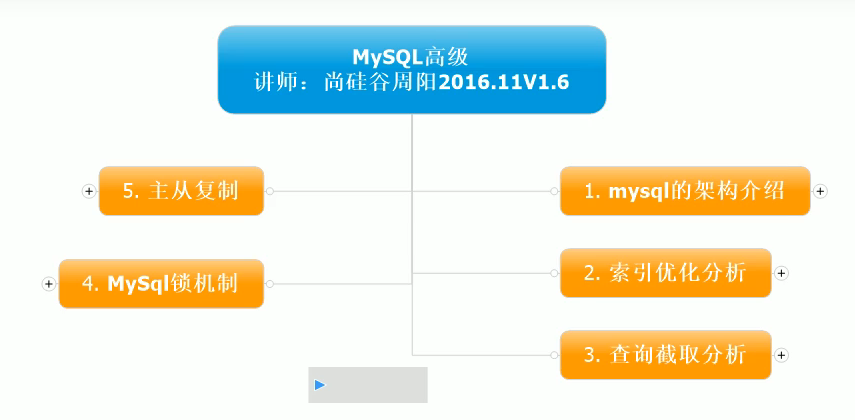 MySQL高级
讲师：尚硅谷周阳2016.11V1.6
1. mysql的架构介绍
2. 索引优化分析
3. 查询截取分析
4. MySql锁机制
5. 主从复制